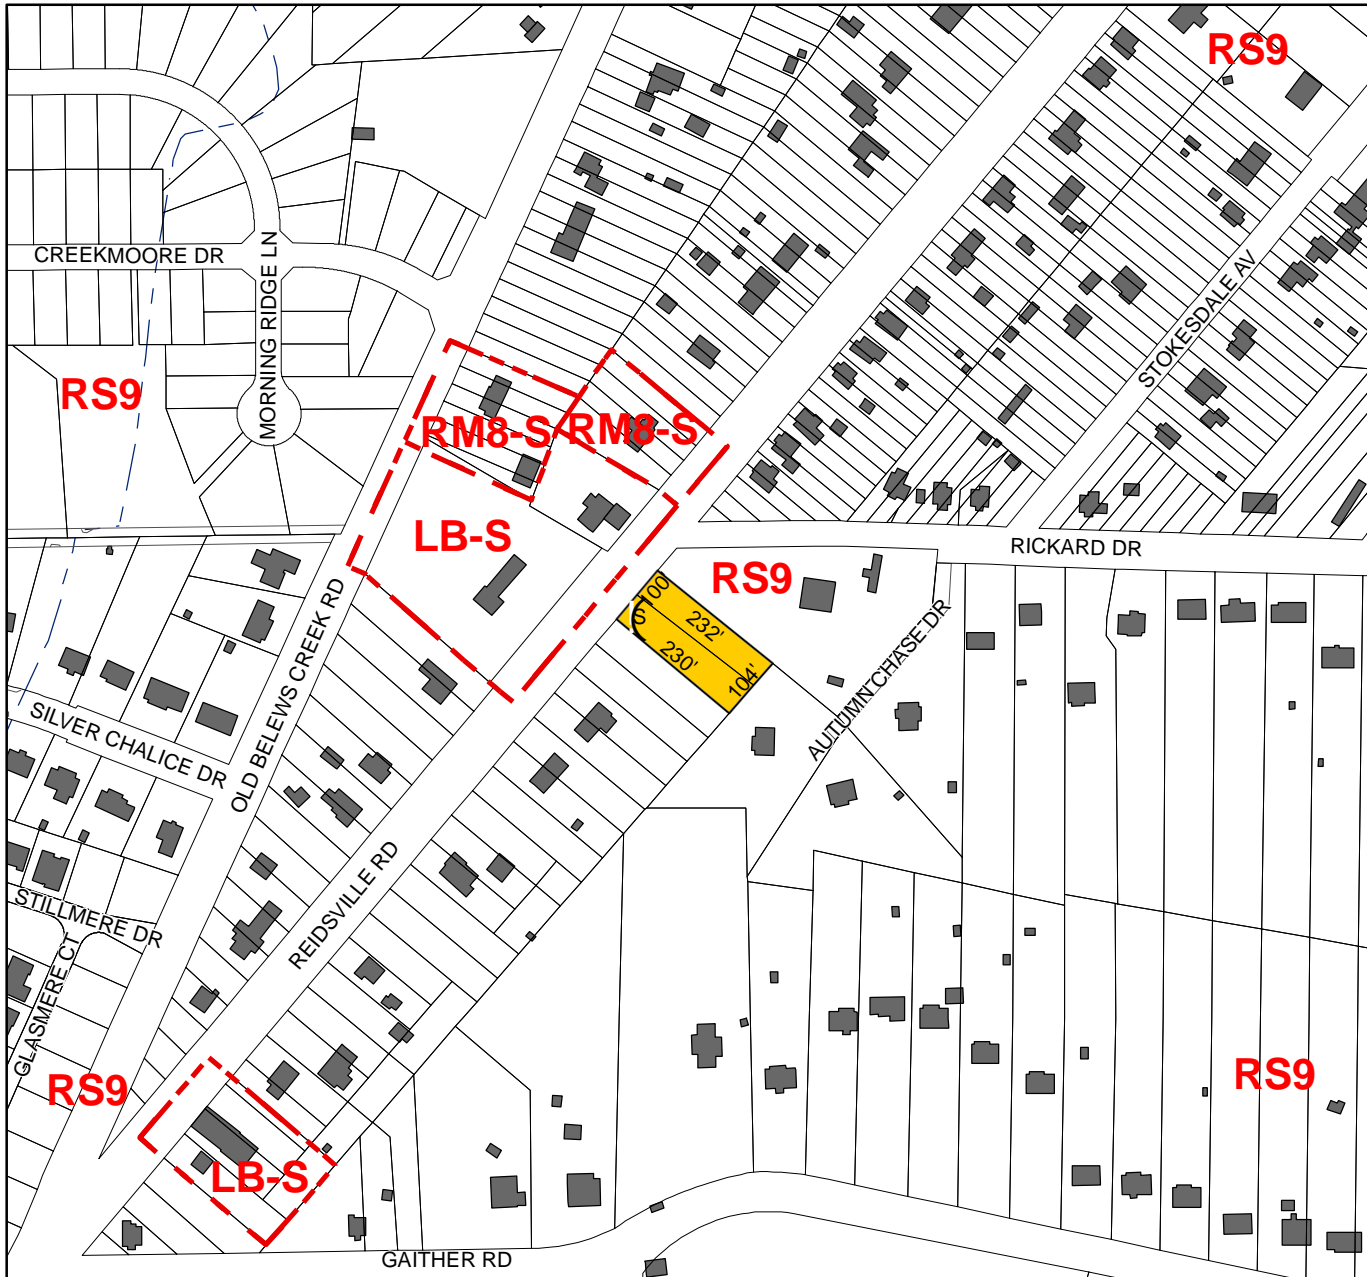 RS9
CREEKMOORE DR
MORNING RIDGE LN
STOKESDALE AV
RS9
RM8-S
RM8-S
LB-S
RICKARD DR
RS9
100'
S
232'
230'
104'
OLD BELEWS CREEK RD
AUTUMN CHASE DR
SILVER CHALICE DR
REIDSVILLE RD
STILLMERE DR
GLASMERE CT
RS9
RS9
LB-S
GAITHER RD